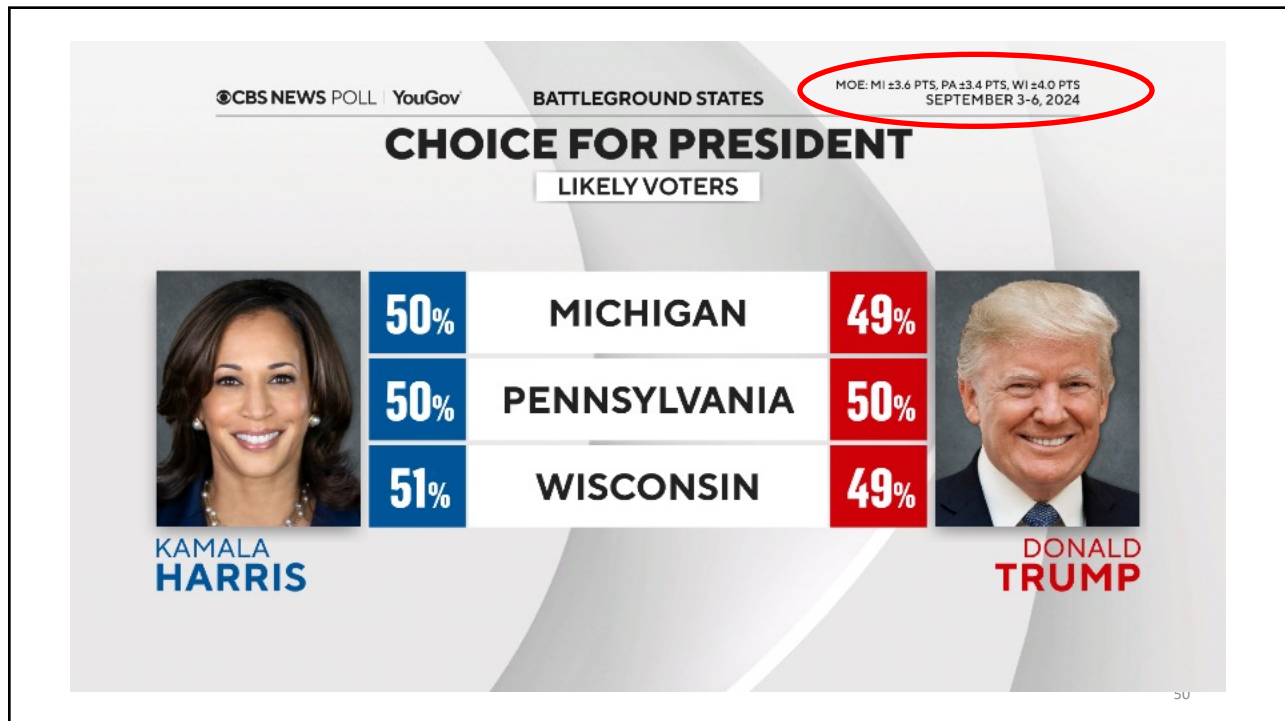 CBS NEWS POLL | YouGov BATTLEGROUND STATES MOE: MI ±3.6 PTS, PA ±3.4 PTS, WI ±4.0 PTS
SEPTEMBER 3-6, 2024
CHOICE FOR PRESIDENT
LIKELY VOTERS
50% MICHIGAN 49%
50% PENNSYLVANIA 50%
51% WISCONSIN 49%
KAMALA
HARRIS
DONALD
TRUMP
50